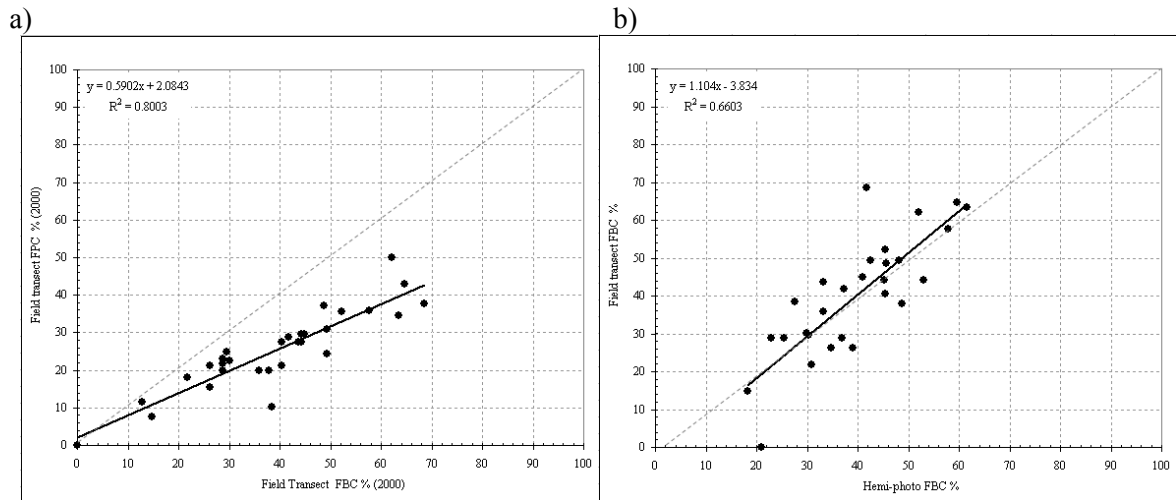 a)
b)
y = 0.5902x + 2.0843
R² = 0.8003
100
90
80
70
60
50
40
30
20
10
0
0 10 20 30 40 50 60 70 80 90 100
Field transect FPC % (2000)
Field Transect FBC % (2000)
y = 1.104x - 3.834
R² = 0.6603
100
90
80
70
60
50
40
30
20
10
0
0 10 20 30 40 50 60 70 80 90 100
Field transect FBC %
Hemi-photo FBC %